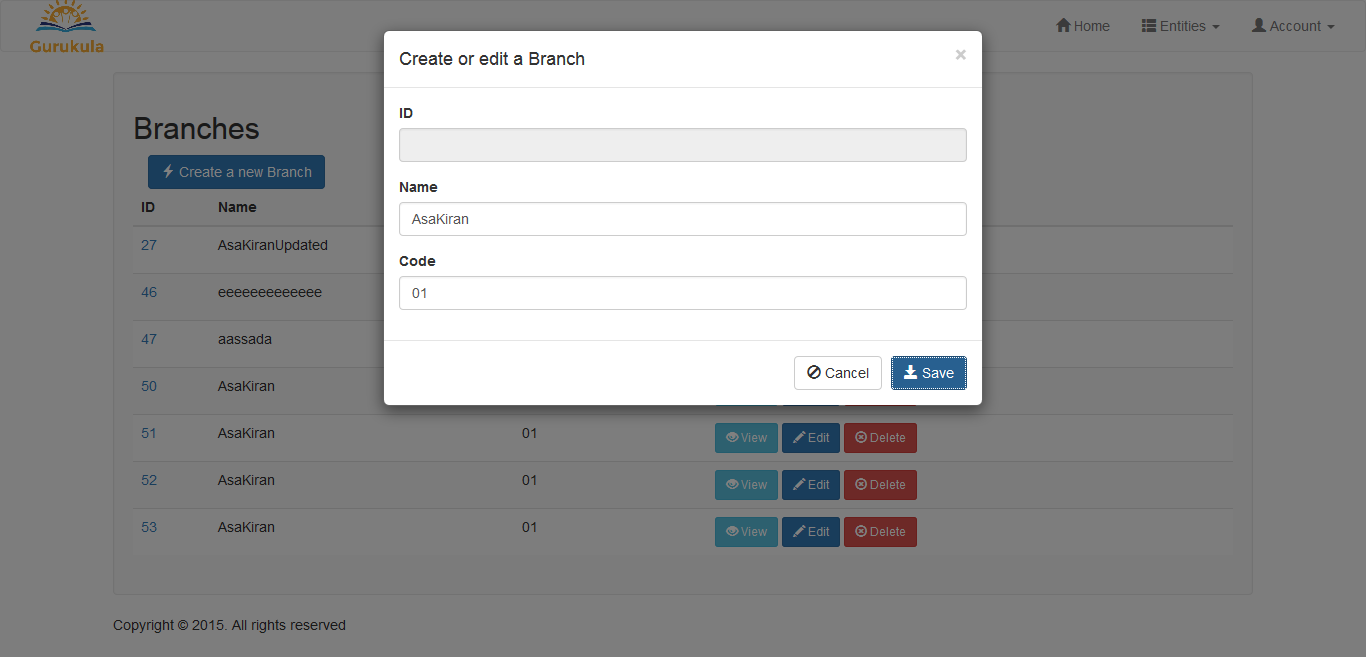 Gurukula
Home Entities Account
Create or edit a Branch ×
ID
Name
AsaKiran
Code
01
Cancel Save
Branches
Create a new Branch
ID Name
27 AsaKiranUpdated
46 eeeeeeeeeeeee
47 aassada
50 AsaKiran
51 AsaKiran 01 View Edit Delete
52 AsaKiran 01 View Edit Delete
53 AsaKiran 01 View Edit Delete
Copyright © 2015. All rights reserved